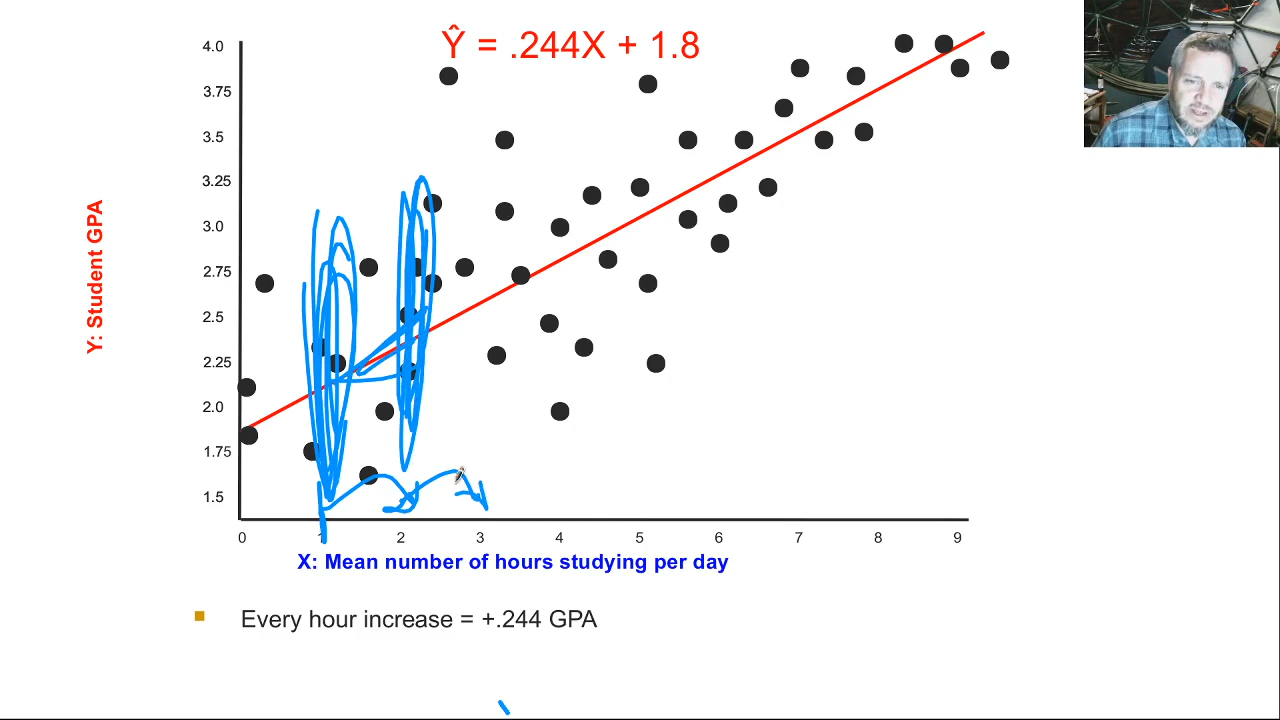 Ŷ = .244X + 1.8
4.0
3.75
3.5
3.25
3.0
2.75
2.5
2.25
2.0
1.75
1.5
Y: Student GPA
0 2 3 4 5 6 7 8 9
X: Mean number of hours studying per day
Every hour increase = +.244 GPA